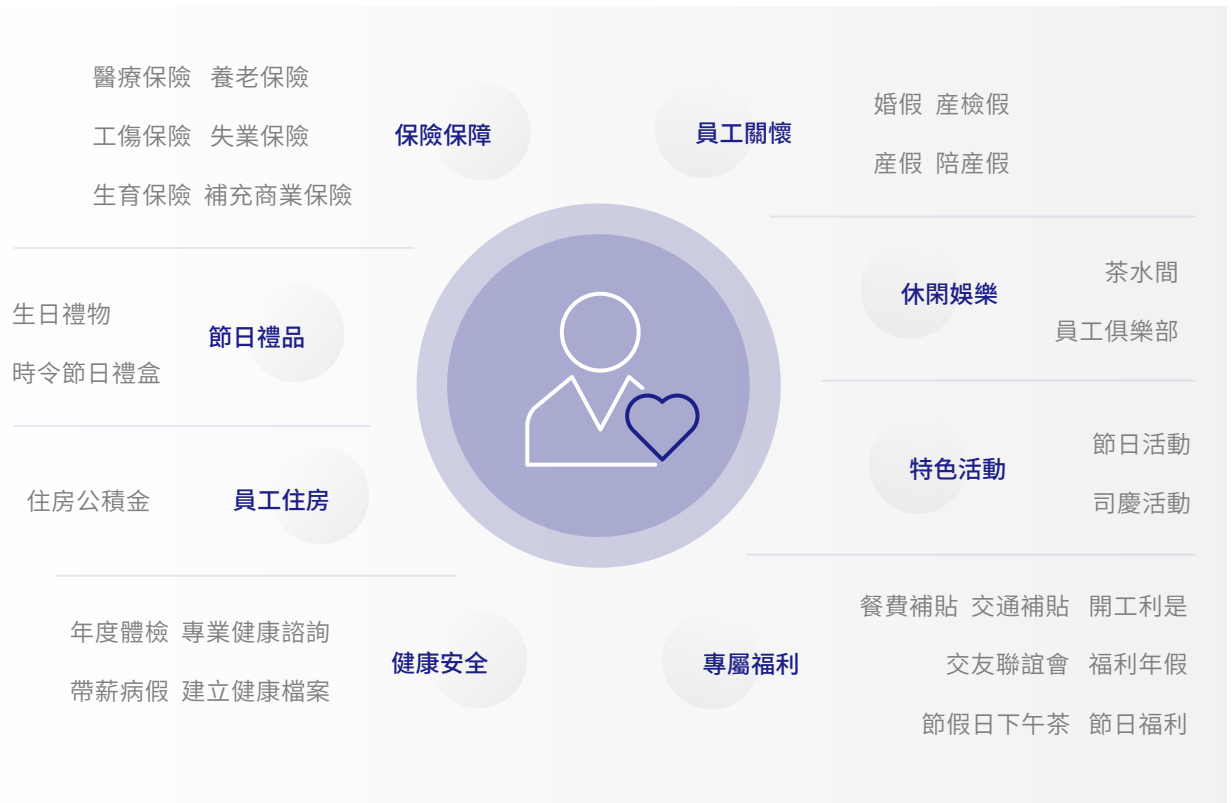 醫療保險 養老保險
工傷保險 失業保險
生育保險 補充商業保險
保險保障
員工關懷
婚假 産檢假
産假 陪産假
生日禮物
時令節日禮盒
節日禮品
休閑娛樂
茶水間
員工俱樂部
住房公積金
員工住房
特色活動
節日活動
司慶活動
年度體檢 專業健康諮詢
帶薪病假 建立健康檔案
健康安全
專屬福利
餐費補貼 交通補貼 開工利是
交友聯誼會 福利年假
節假日下午茶 節日福利